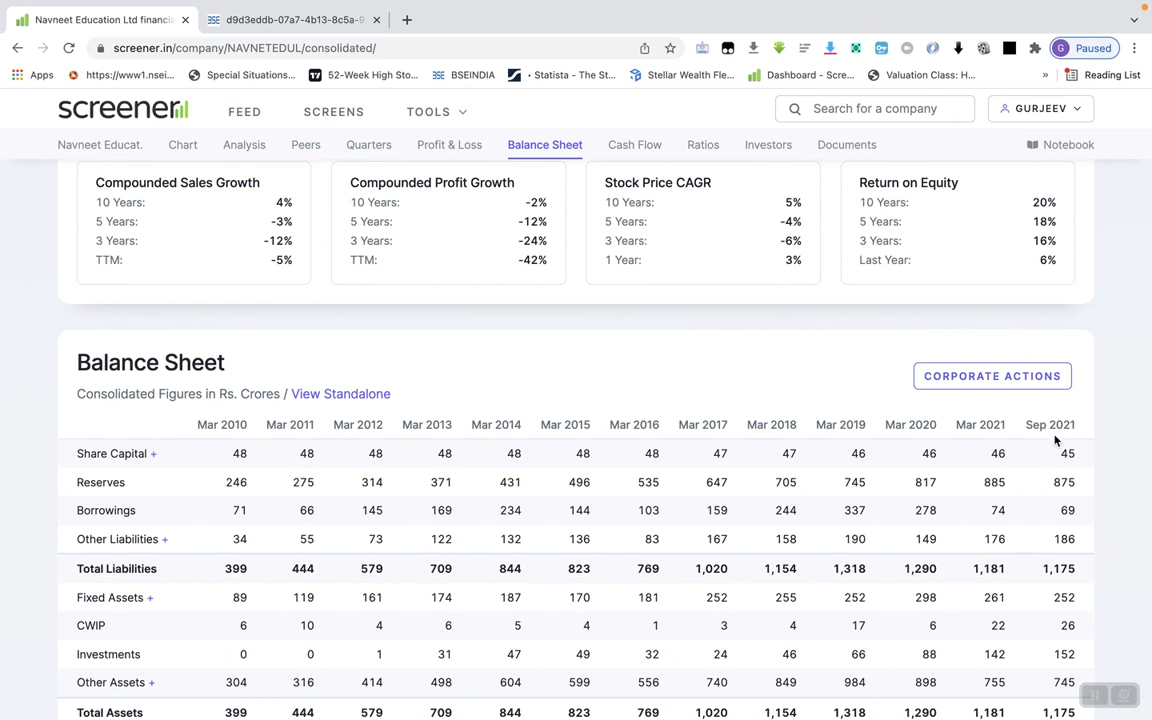 Navneet Education Ltd financia
d9d3eddb-07a7-4b13-8c5a-9
screener.in/company/NAVNETEDUL/consolidated/
G Paused
Apps https://www1.nsei... Special Situations... 52-Week High Sto... BSEINDIA • Statista - The St... Stellar Wealth Fle... Dashboard - Scre... Valuation Class: H... » Reading List
screener FEED SCREENS TOOLS Search for a company GURJEEV
Navneet Educat. Chart Analysis Peers Quarters Profit & Loss Balance Sheet Cash Flow Ratios Investors Documents Notebook
Compounded Sales Growth
10 Years: 4%
5 Years: -3%
3 Years: -12%
TTM: -5%
Compounded Profit Growth
10 Years: -2%
5 Years: -12%
3 Years: -24%
TTM: -42%
Stock Price CAGR
10 Years: 5%
5 Years: -4%
3 Years: -6%
1 Year: 3%
Return on Equity
10 Years: 20%
5 Years: 18%
3 Years: 16%
Last Year: 6%
Balance Sheet
Consolidated Figures in Rs. Crores / View Standalone
CORPORATE ACTIONS
Mar 2010 Mar 2011 Mar 2012 Mar 2013 Mar 2014 Mar 2015 Mar 2016 Mar 2017 Mar 2018 Mar 2019 Mar 2020 Mar 2021 Sep 2021
Share Capital + 48 48 48 48 48 48 48 47 47 46 46 46 45
Reserves 246 275 314 371 431 496 535 647 705 745 817 885 875
Borrowings 71 66 145 169 234 144 103 159 244 337 278 74 69
Other Liabilities + 34 55 73 122 132 136 83 167 158 190 149 176 186
Total Liabilities 399 444 579 709 844 823 769 1,020 1,154 1,318 1,290 1,181 1,175
Fixed Assets + 89 119 161 174 187 170 181 252 255 252 298 261 252
CWIP 6 10 4 6 5 4 1 3 4 17 6 22 26
Investments 0 0 1 31 47 49 32 24 46 66 88 142 152
Other Assets + 304 316 414 498 604 599 556 740 849 984 898 755 745
Total Assets 399 444 579 709 844 823 769 1,020 1,154 1,318 1,290 1,181 1,175